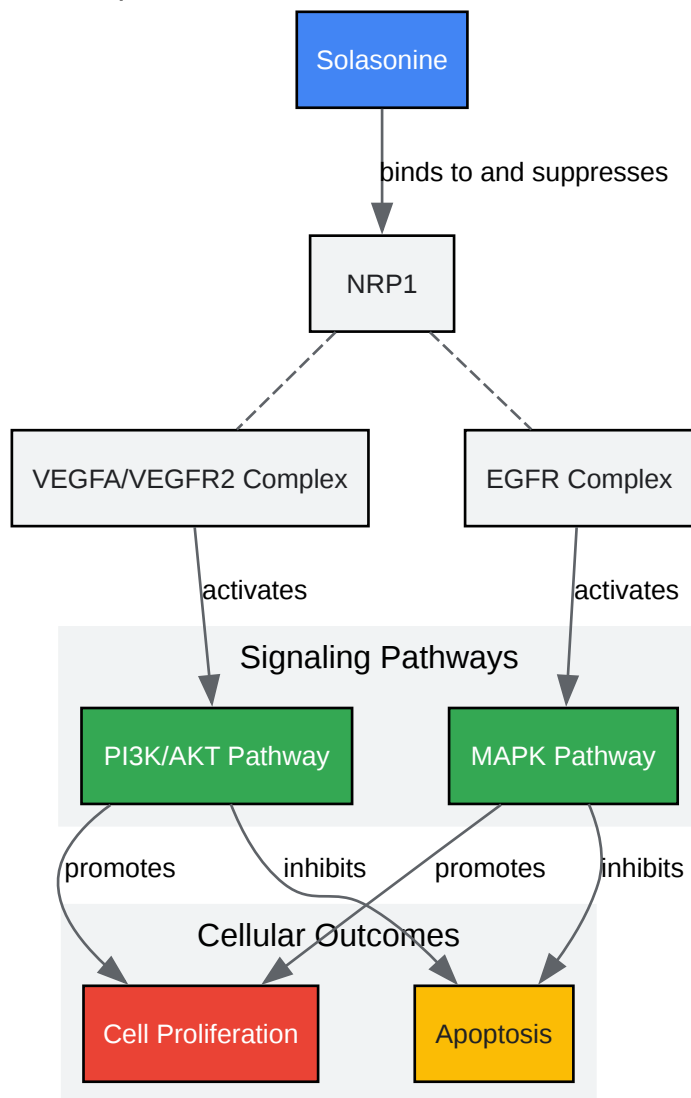 Solasonine
binds to and suppresses
NRP1
VEGFA/VEGFR2 Complex
EGFR Complex
activates
activates
Signaling Pathways
PI3K/AKT Pathway
MAPK Pathway
promotes
inhibits
promotes
inhibits
Cellular Outcomes
Cell Proliferation
Apoptosis